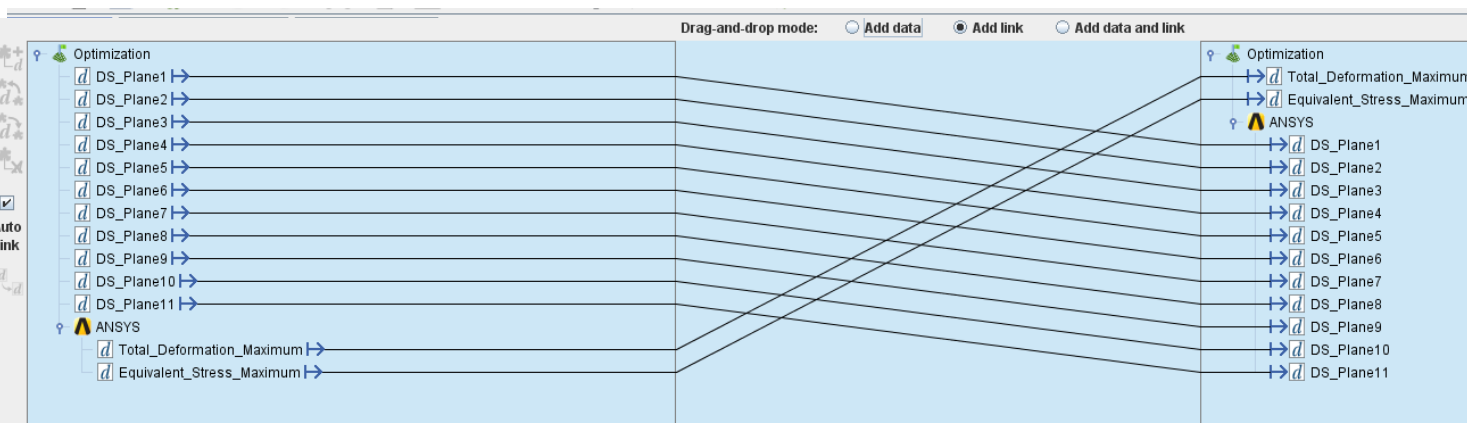 Drag-and-drop mode: Add data Add link Add data and link
Optimization
d DS_Plane1
d DS_Plane2
d DS_Plane3
d DS_Plane4
d DS_Plane5
d DS_Plane6
d DS_Plane7
d DS_Plane8
d DS_Plane9
d DS_Plane10
d DS_Plane11
ANSYS
d Total_Deformation_Maximum
d Equivalent_Stress_Maximum
Optimization
d Total_Deformation_Maximum
d Equivalent_Stress_Maximum
ANSYS
d DS_Plane1
d DS_Plane2
d DS_Plane3
d DS_Plane4
d DS_Plane5
d DS_Plane6
d DS_Plane7
d DS_Plane8
d DS_Plane9
d DS_Plane10
d DS_Plane11